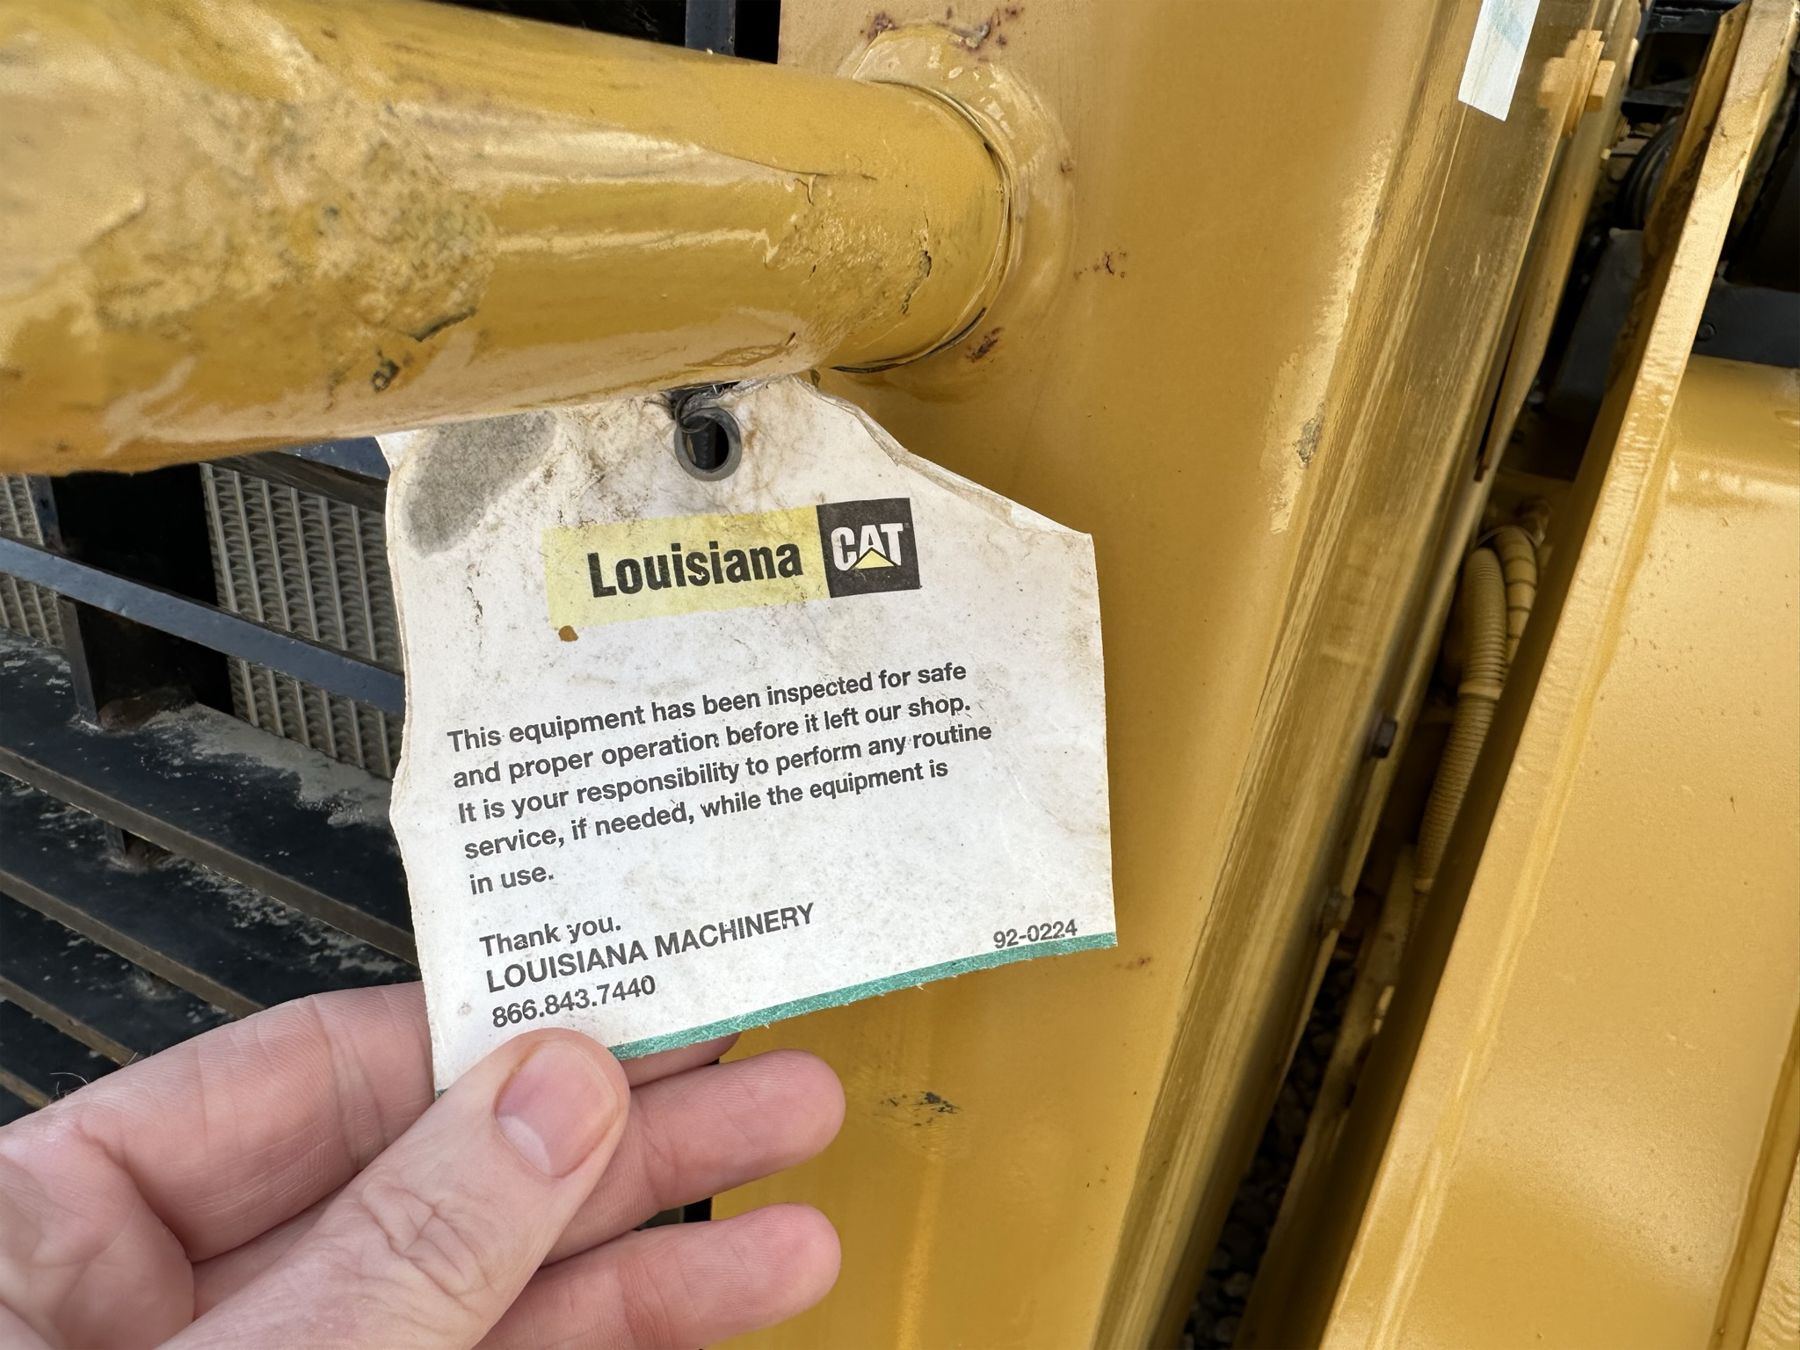 Louisiana CAT
This equipment has been inspected for safe
and proper operation before it left our shop.
It is your responsibility to perform any routine
service, if needed, while the equipment is
in use.
Thank you.
LOUISIANA MACHINERY
866.843.7440
92-0224